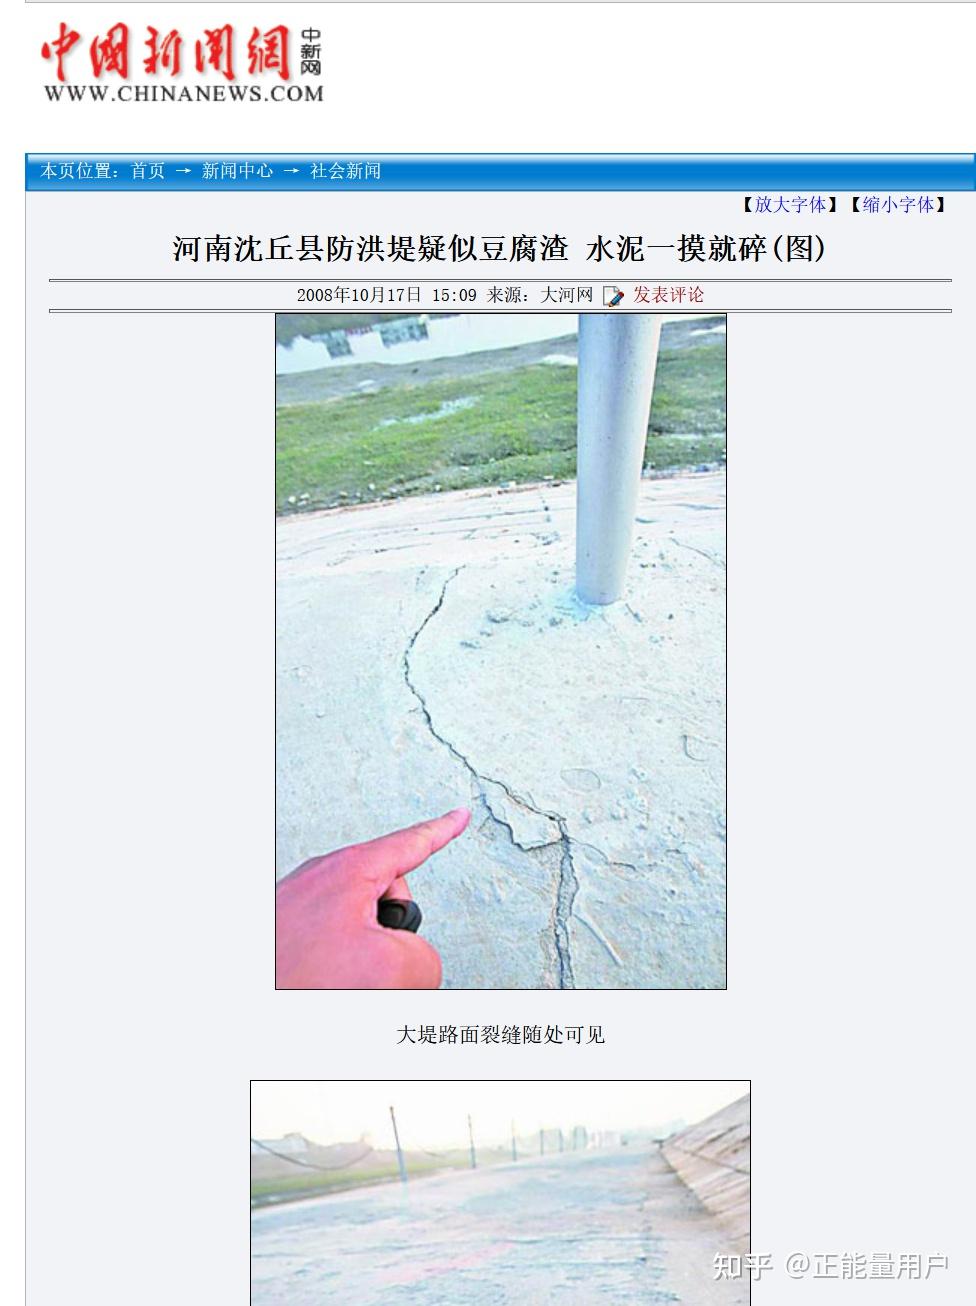 中國新聞網 中新网
WWW.CHINANEWS.COM
本页位置：首页 → 新闻中心 → 社会新闻
【放大字体】【缩小字体】
河南沈丘县防洪堤疑似豆腐渣 水泥一摸就碎(图)
2008年10月17日 15:09 来源：大河网 发表评论
大堤路面裂缝随处可见
知乎 @正能量用户